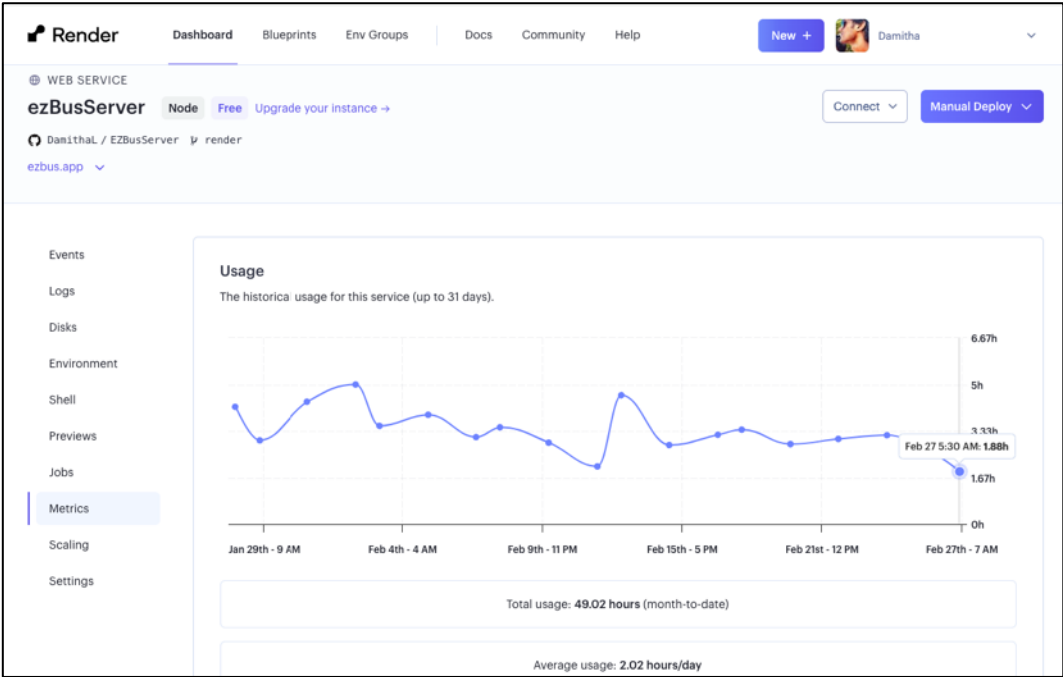 Render Dashboard Blueprints Env Groups Docs Community Help New + Damitha
WEB SERVICE
ezBusServer Node Free Upgrade your instance →
Connect Manual Deploy
DamithaL / EZBusServer render
ezbus.app
Events
Logs
Disks
Environment
Shell
Previews
Jobs
Metrics
Scaling
Settings
Usage
The historical usage for this service (up to 31 days).
6.67h
5h
3.33h
Feb 27 5:30 AM: 1.88h
1.67h
0h
Jan 29th - 9 AM Feb 4th - 4 AM Feb 9th - 11 PM Feb 15th - 5 PM Feb 21st - 12 PM Feb 27th - 7 AM
Total usage: 49.02 hours (month-to-date)
Average usage: 2.02 hours/day